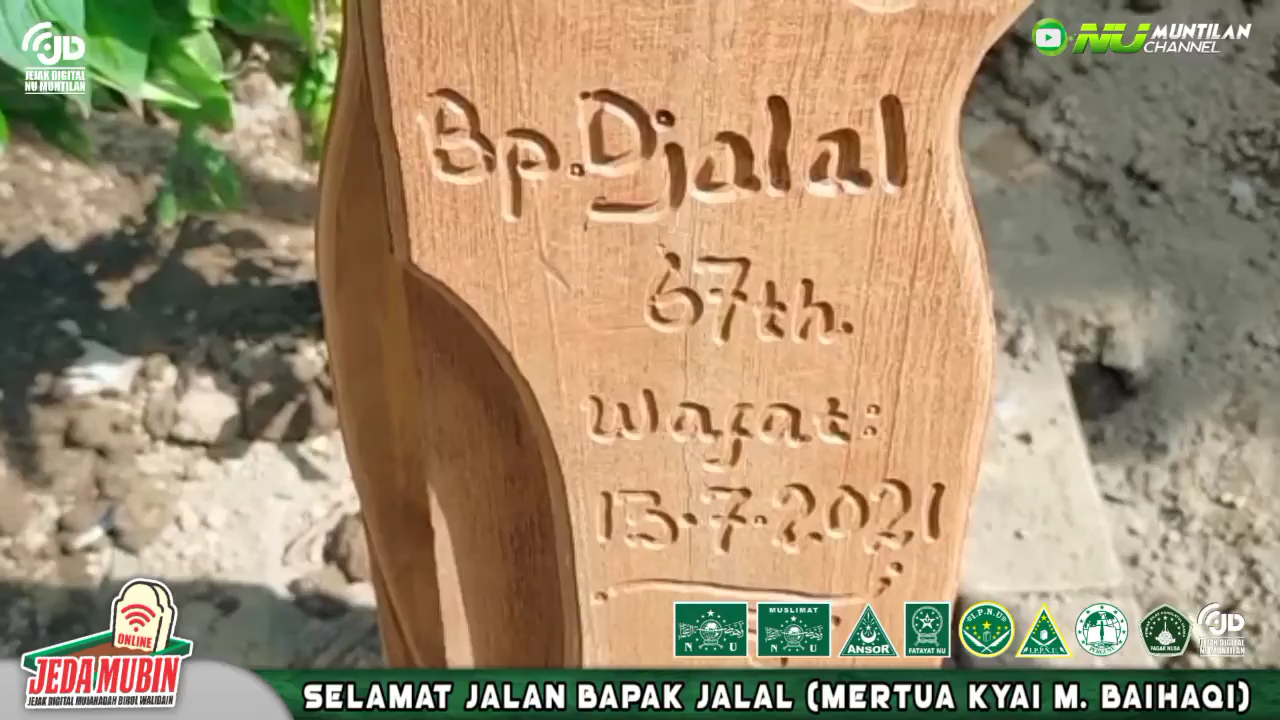 JD
JEJAK DIGITAL
NU MUNTILAN
NU MUNTILAN
CHANNEL
Bp.Djalal
67th.
Wafat:
13.7.2021
MUSLIMAT
N U
N U
ANSOR
FATAYAT NU
I.P.N.U
I.P.P.N.U
PAGAR NUSA
JD
JEJAK DIGITAL
NU MUNTILAN
ONLINE
JEDA MUBIN
JEJAK DIGITAL MUJAHADAH BIRUL WALIDAIN
SELAMAT JALAN BAPAK JALAL (MERTUA KYAI M. BAIHAQI)